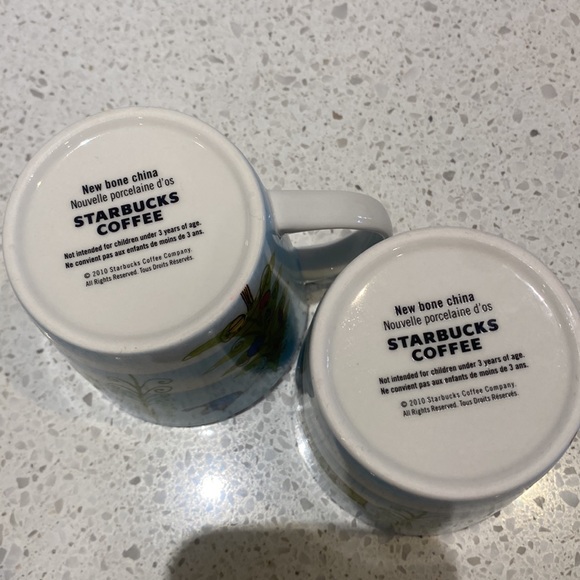 New bone china
Nouvelle porcelaine d'os
STARBUCKS
COFFEE
Not intended for children under 3 years of age.
Ne convient pas aux enfants de moins de 3 ans.
© 2010 Starbucks Coffee Company.
All Rights Reserved. Tous Droits Réservés.
New bone china
Nouvelle porcelaine d'os
STARBUCKS
COFFEE
Not intended for children under 3 years of age.
Ne convient pas aux enfants de moins de 3 ans.
© 2010 Starbucks Coffee Company.
All Rights Reserved. Tous Droits Réservés.